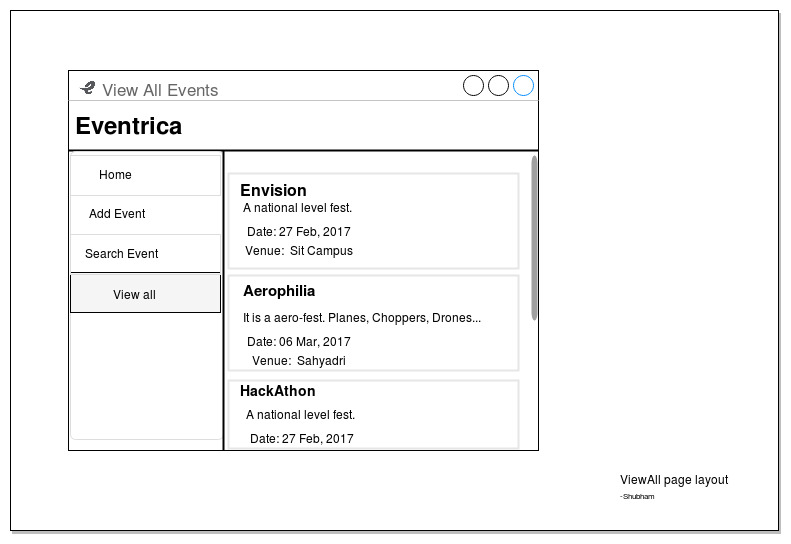 View All Events
Eventrica
Home
Add Event
Search Event
View all
Envision
A national level fest.
Date: 27 Feb, 2017
Venue: Sit Campus
Aerophilia
It is a aero-fest. Planes, Choppers, Drones...
Date: 06 Mar, 2017
Venue: Sahyadri
HackAthon
A national level fest.
Date: 27 Feb, 2017
ViewAll page layout
-Shubham